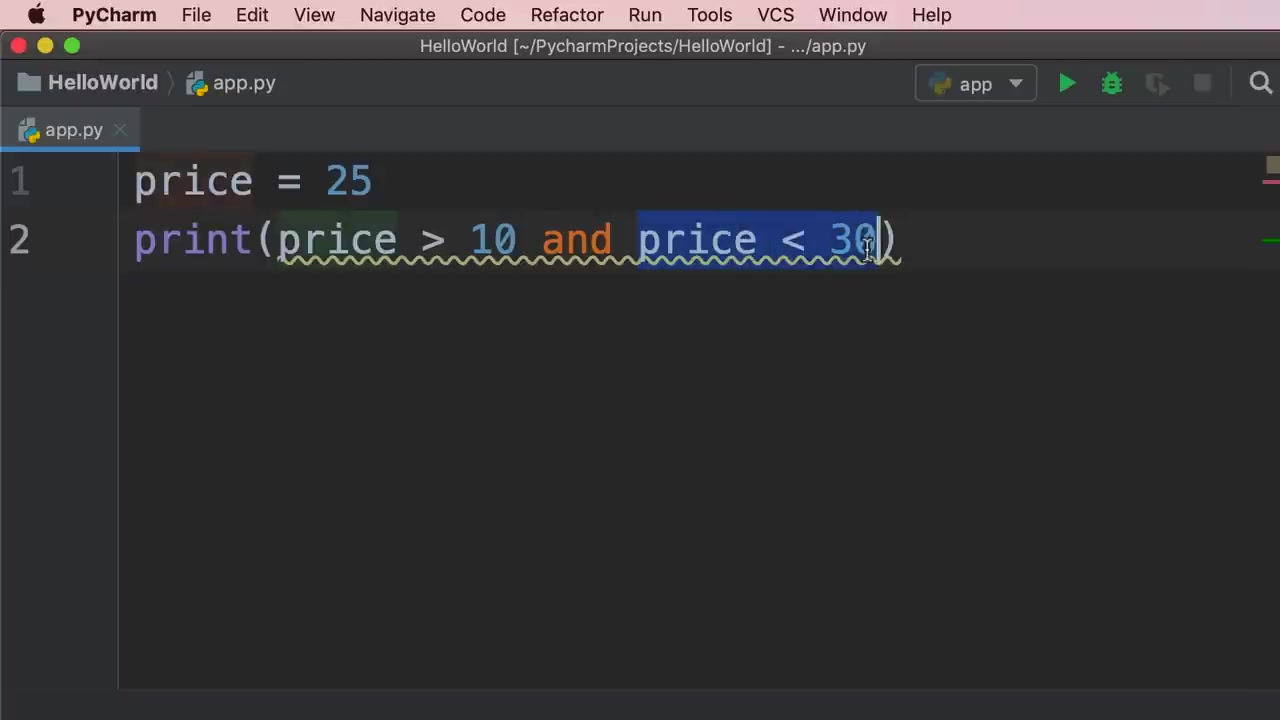 PyCharm File Edit View Navigate Code Refactor Run Tools VCS Window Help
HelloWorld [~/PycharmProjects/HelloWorld] - .../app.py
HelloWorld app.py app
app.py
1 price = 25
2 print(price > 10 and price < 30)